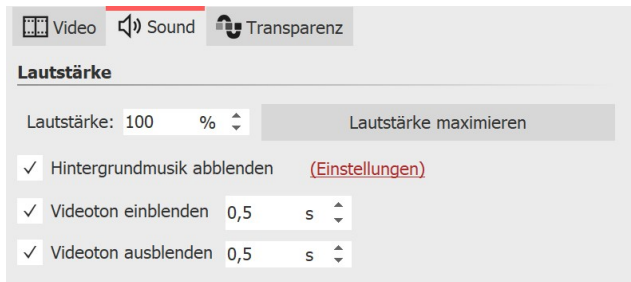 Video Sound Transparenz
Lautstärke
Lautstärke: 100 % Lautstärke maximieren
Hintergrundmusik abblenden (Einstellungen)
Videoton einblenden 0,5 s
Videoton ausblenden 0,5 s